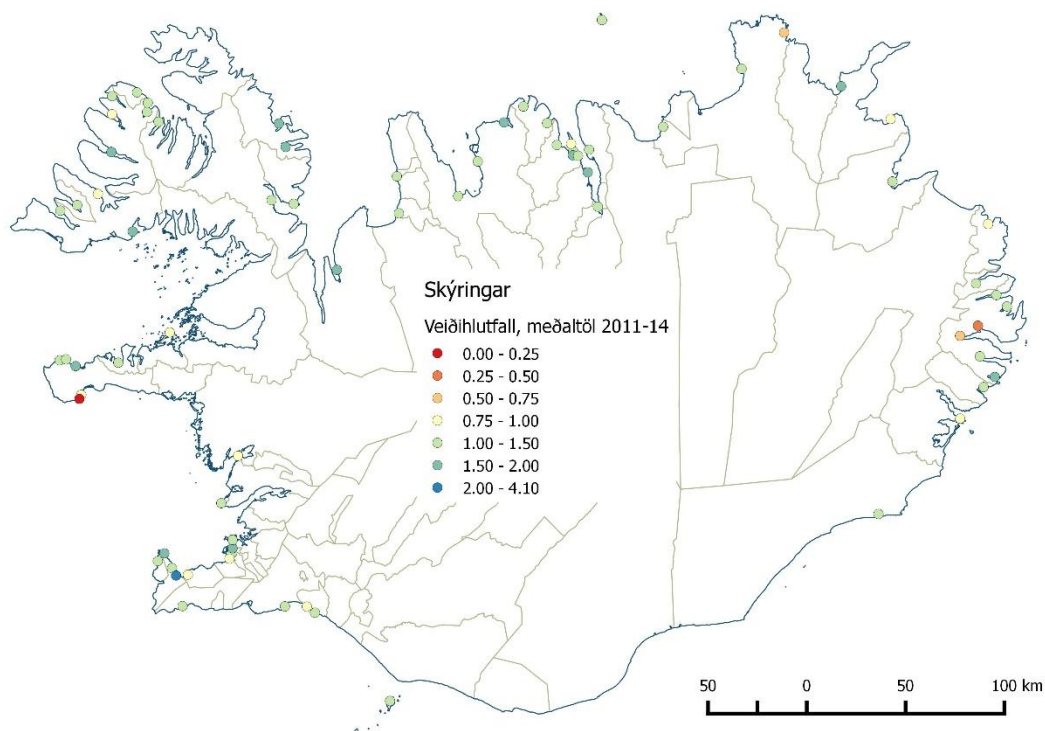 Skýringar
Veiðihlutfall, meðaltöl 2011-14
0.00 - 0.25
0.25 - 0.50
0.50 - 0.75
0.75 - 1.00
1.00 - 1.50
1.50 - 2.00
2.00 - 4.10
50 0 50 100 km